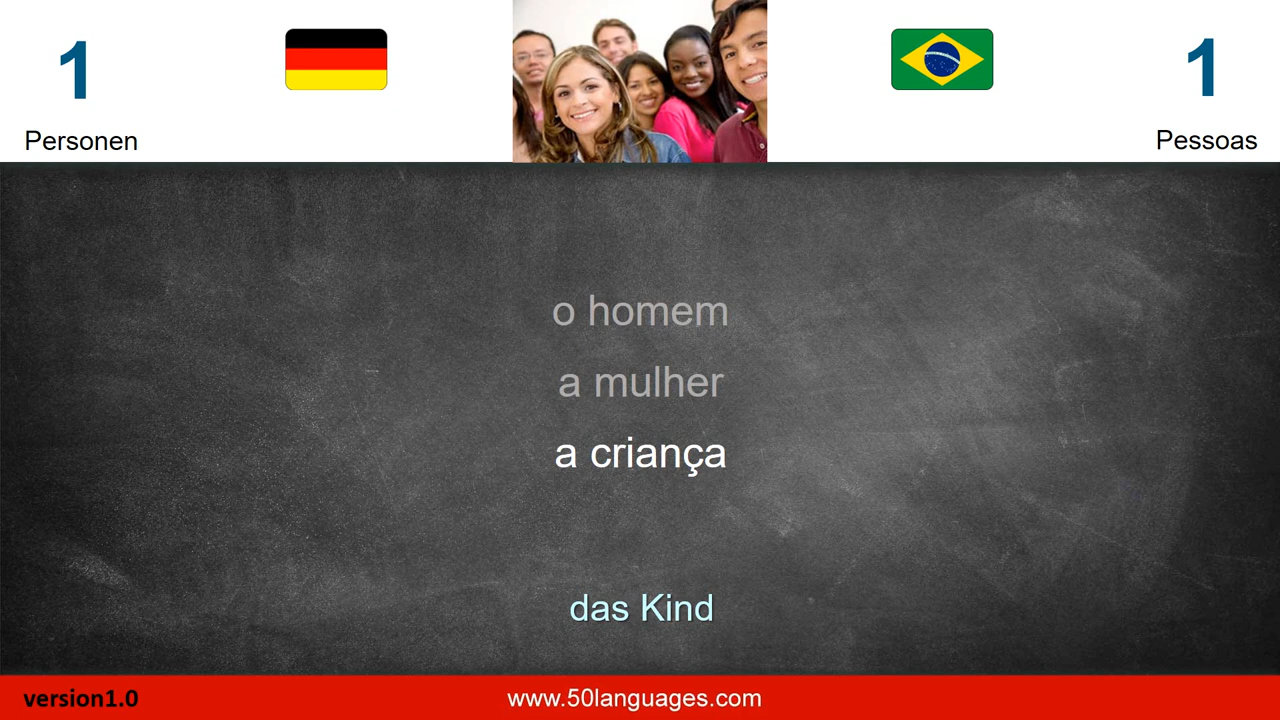 1
1
Personen
Pessoas
o homem
a mulher
a criança
das Kind
version1.0
www.50languages.com